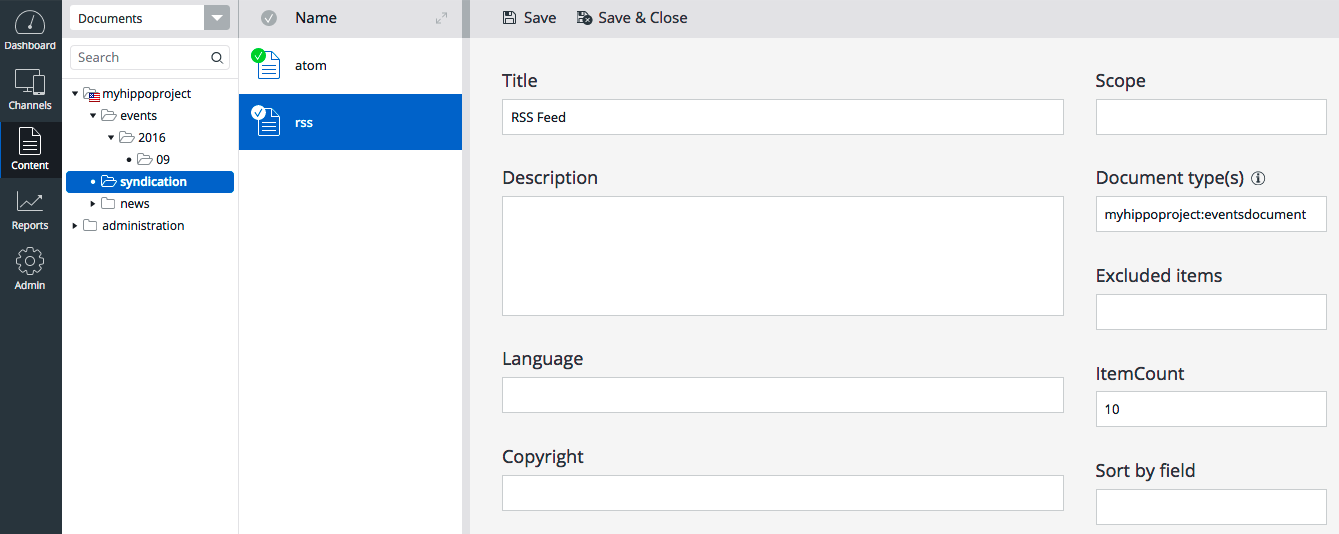 Dashboard
Channels
Content
Reports
Admin
Documents
Search
myhippoproject
events
2016
09
syndication
news
administration
Name
atom
rss
Save Save & Close
Title
RSS Feed
Description
Language
Copyright
Scope
Document type(s)
myhippoproject:eventsdocument
Excluded items
ItemCount
10
Sort by field